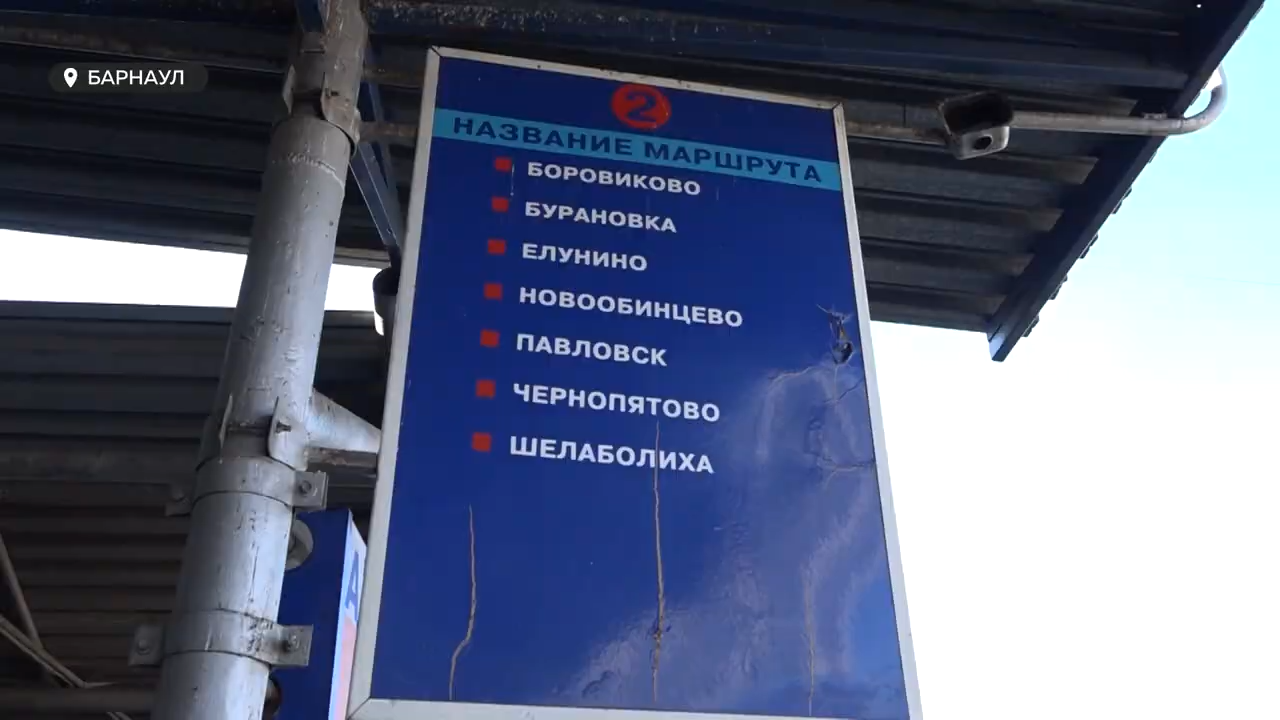 БАРНАУЛ
2
НАЗВАНИЕ МАРШРУТА
БОРОВИКОВО
БУРАНОВКА
ЕЛУНИНО
НОВООБИНЦЕВО
ПАВЛОВСК
ЧЕРНОПЯТОВО
ШЕЛАБОЛИХА
А